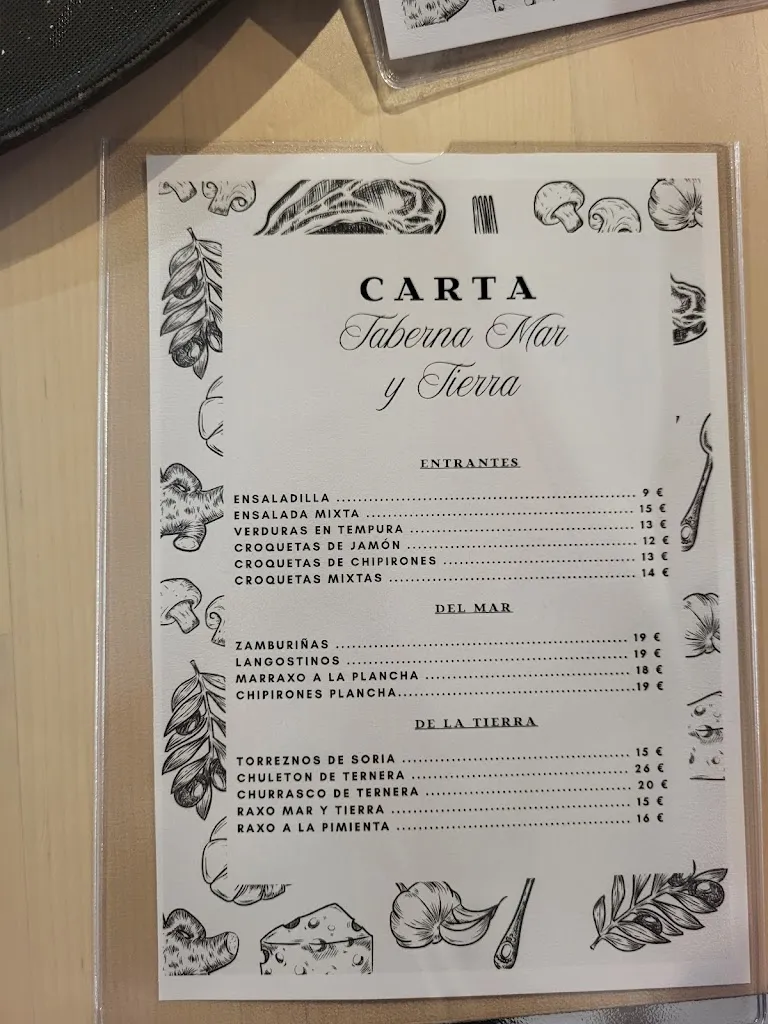 CARTA
Taberna Mar
y Tierra
ENTRANTES
ENSALADILLA ................................ 9 €
ENSALADA MIXTA ................................ 15 €
VERDURAS EN TEMPURA ................................ 13 €
CROQUETAS DE JAMÓN ................................ 12 €
CROQUETAS DE CHIPIRONES ................................ 13 €
CROQUETAS MIXTAS ................................ 14 €
DEL MAR
ZAMBURIÑAS ................................ 19 €
LANGOSTINOS ................................ 19 €
MARRAXO A LA PLANCHA ................................ 18 €
CHIPIRONES PLANCHA................................ 19 €
DE LA TIERRA
TORREZNOS DE SORIA ................................ 15 €
CHULETON DE TERNERA ................................ 26 €
CHURRASCO DE TERNERA ................................ 20 €
RAXO MAR Y TIERRA ................................ 15 €
RAXO A LA PIMIENTA ................................ 16 €